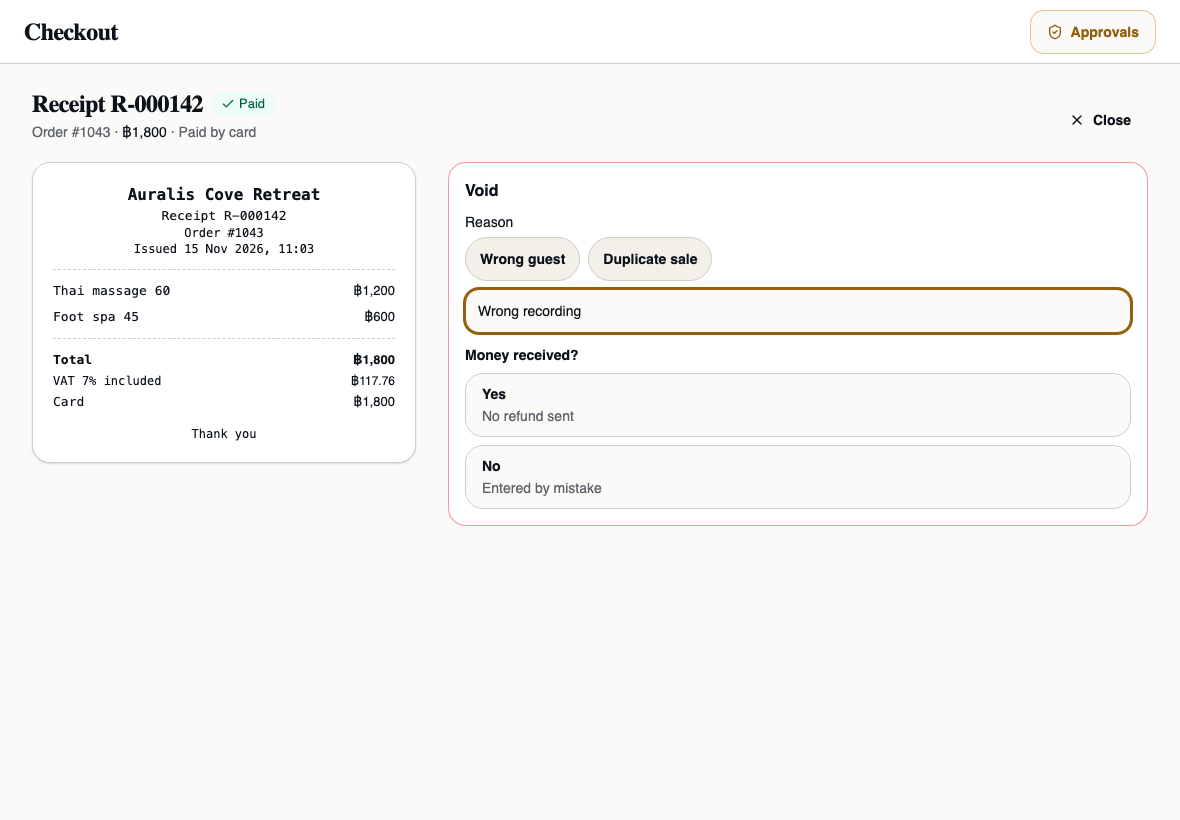 Checkout
Approvals
Receipt R-000142
Paid
Order #1043 · ฿1,800 · Paid by card
Close
Auralis Cove Retreat
Receipt R-000142
Order #1043
Issued 15 Nov 2026, 11:03
Thai massage 60 ฿1,200
Foot spa 45 ฿600
Total ฿1,800
VAT 7% included ฿117.76
Card ฿1,800
Thank you
Void
Reason
Wrong guest Duplicate sale
Wrong recording
Money received?
Yes
No refund sent
No
Entered by mistake